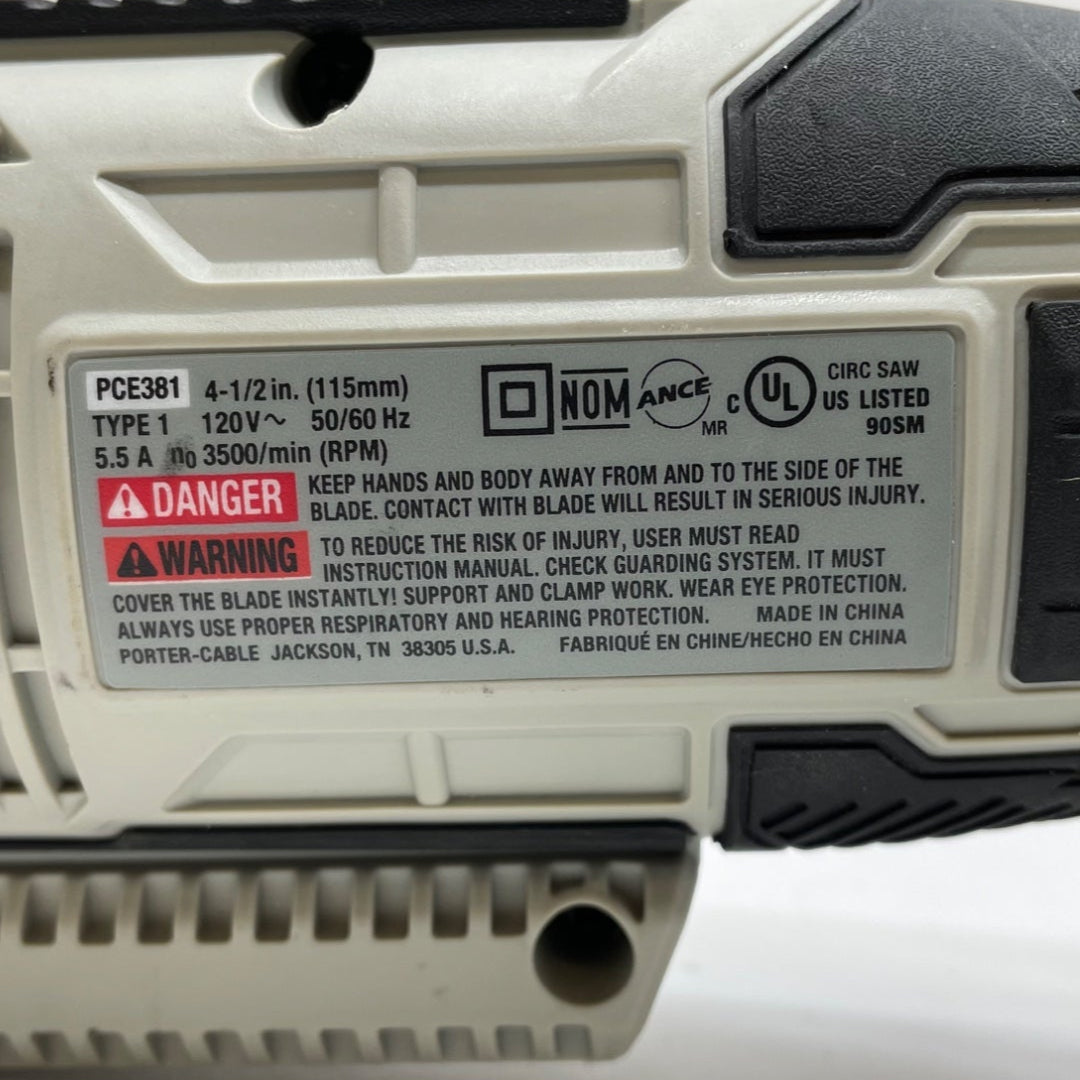 PCE381 4-1/2 in. (115mm)
TYPE 1 120V~ 50/60 Hz
5.5 A n0 3500/min (RPM)
NOM ANCE MR
C UL US CIRC SAW
LISTED
90SM
DANGER KEEP HANDS AND BODY AWAY FROM AND TO THE SIDE OF THE
BLADE. CONTACT WITH BLADE WILL RESULT IN SERIOUS INJURY.
WARNING TO REDUCE THE RISK OF INJURY, USER MUST READ
INSTRUCTION MANUAL. CHECK GUARDING SYSTEM. IT MUST
COVER THE BLADE INSTANTLY! SUPPORT AND CLAMP WORK. WEAR EYE PROTECTION.
ALWAYS USE PROPER RESPIRATORY AND HEARING PROTECTION. MADE IN CHINA
PORTER-CABLE JACKSON, TN 38305 U.S.A. FABRIQUÉ EN CHINE/HECHO EN CHINA